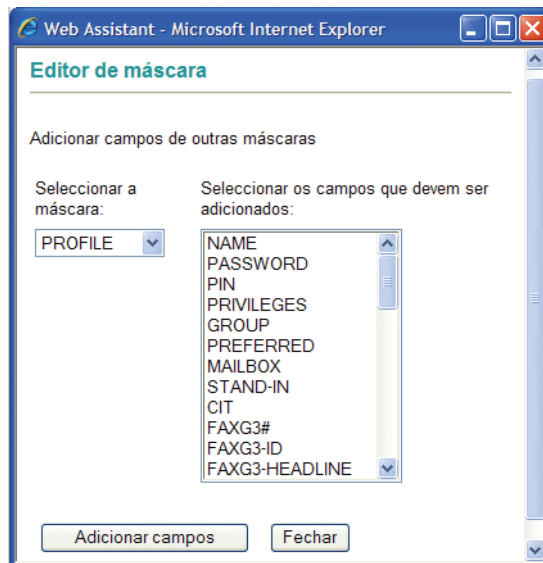 Web Assistant - Microsoft Internet Explorer
Editor de máscara
Adicionar campos de outras máscaras
Seleccionar a
máscara:
PROFILE
Seleccionar os campos que devem ser
adicionados:
NAME
PASSWORD
PIN
PRIVILEGES
GROUP
PREFERRED
MAILBOX
STAND-IN
CIT
FAXG3#
FAXG3-ID
FAXG3-HEADLINE
Adicionar campos
Fechar